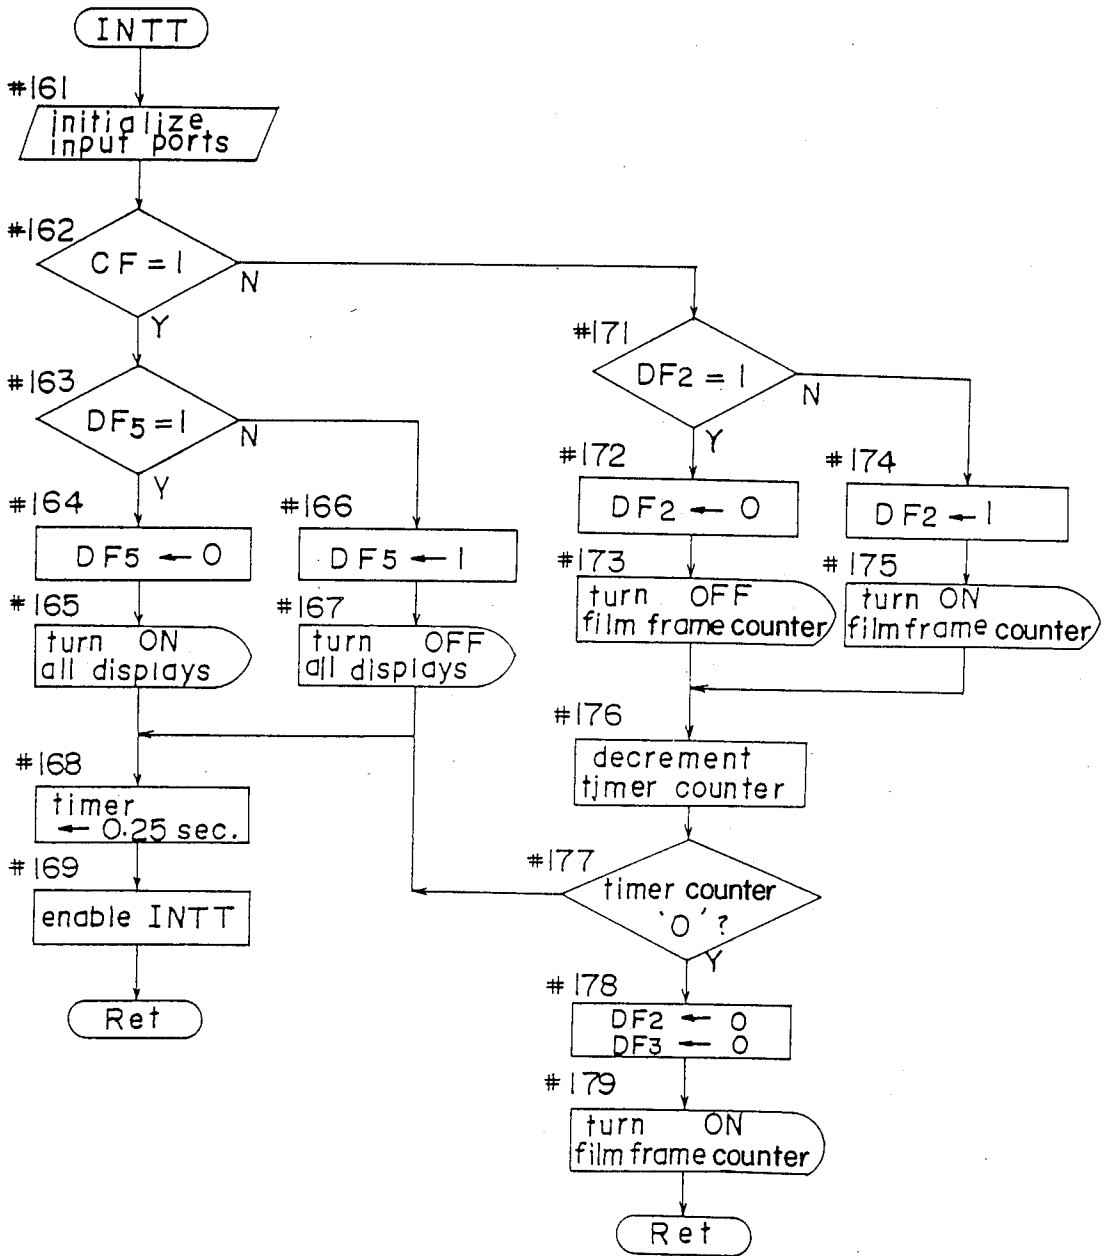 INTT
#161
initialize
input ports
#162
CF = 1
N
Y
#163
DF5 = 1
N
Y
#164
DF5 ← 0
#165
turn ON
all displays
#166
DF5 ← 1
#167
turn OFF
all displays
#168
timer
← 0.25 sec.
#169
enable INTT
Ret
#171
DF2 = 1
N
Y
#172
DF2 ← 0
#173
turn OFF
film frame counter
#174
DF2 ← 1
#175
turn ON
film frame counter
#176
decrement
timer counter
#177
timer counter
'0' ?
Y
#178
DF2 ← 0
DF3 ← 0
#179
turn ON
film frame counter
Ret